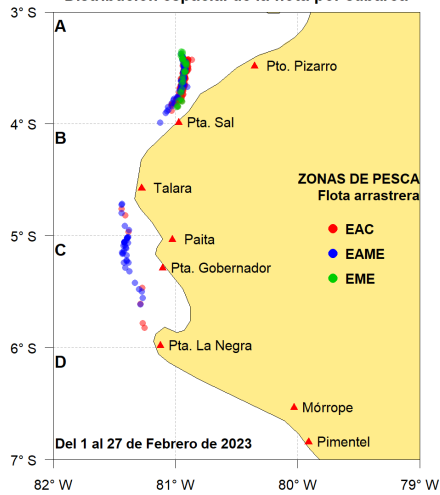 Distribución espacial de la flota por subárea
3° S
A
Pto. Pizarro
4° S
Pta. Sal
B
ZONAS DE PESCA
Flota arrastrera
Talara
EAC
Paita
5° S
C
EAME
Pta. Gobernador
EME
6° S
Pta. La Negra
D
Mórrope
Pimentel
Del 1 al 27 de Febrero de 2023
7° S
82° W 81° W 80° W 79° W